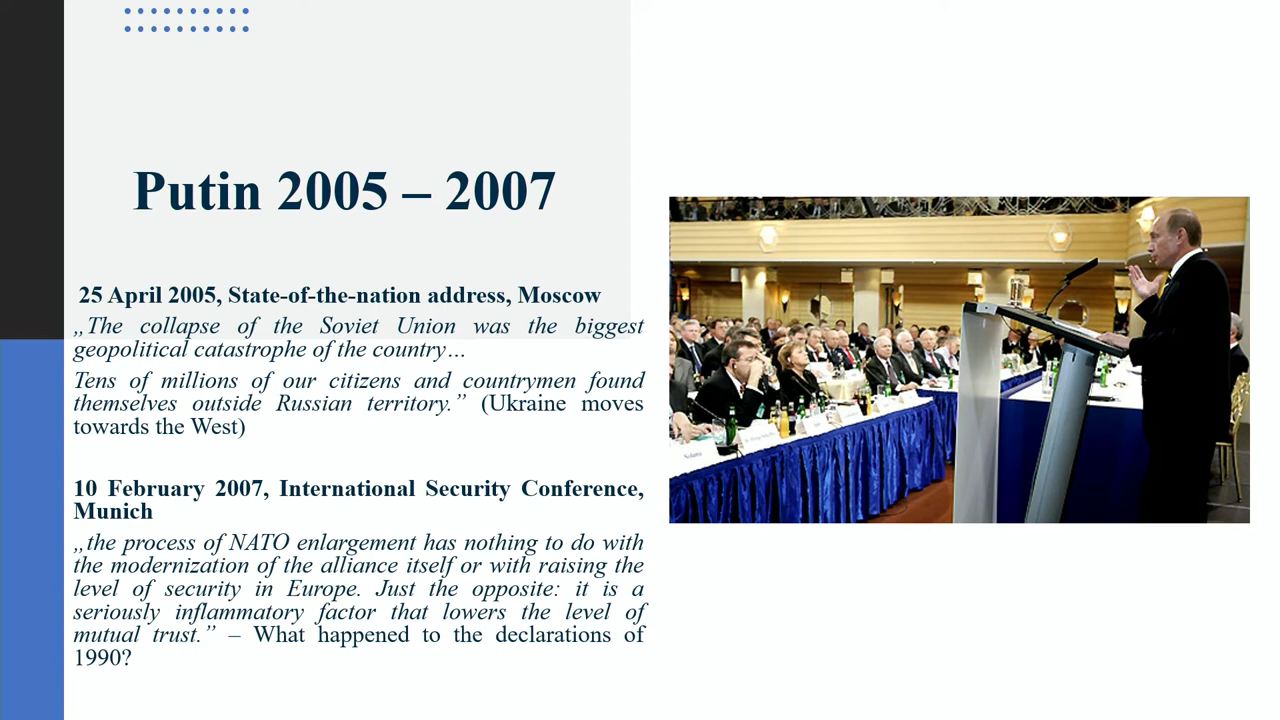 Putin 2005 – 2007
25 April 2005, State-of-the-nation address, Moscow
„The collapse of the Soviet Union was the biggest
geopolitical catastrophe of the country…
Tens of millions of our citizens and countrymen found
themselves outside Russian territory.” (Ukraine moves
towards the West)
10 February 2007, International Security Conference,
Munich
„the process of NATO enlargement has nothing to do with
the modernization of the alliance itself or with raising the
level of security in Europe. Just the opposite: it is a
seriously inflammatory factor that lowers the level of
mutual trust.” – What happened to the declarations of
1990?